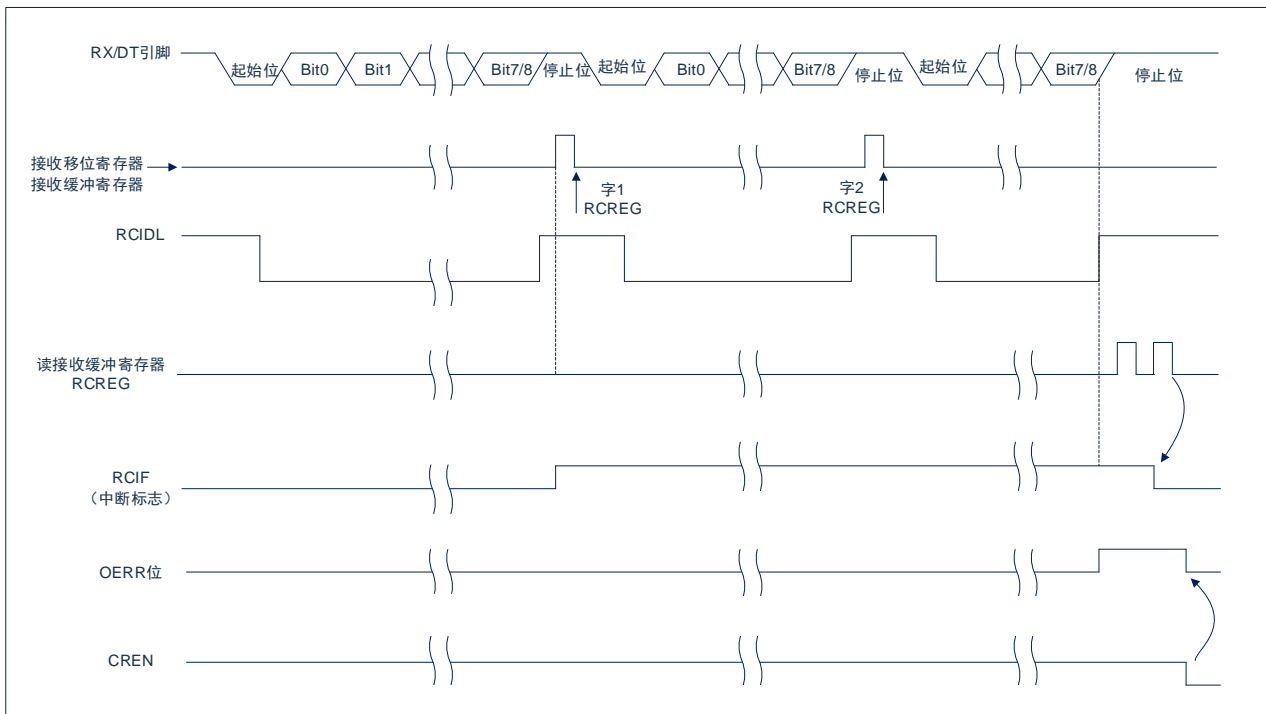 RX/DT引脚
起始位 Bit0 Bit1 Bit7/8 停止位 起始位 Bit0 Bit7/8 停止位 起始位 Bit7/8 停止位
接收移位寄存器
接收缓冲寄存器
字1
RCREG
字2
RCREG
RCIDL
读接收缓冲寄存器
RCREG
RCIF
（中断标志）
OERR位
CREN